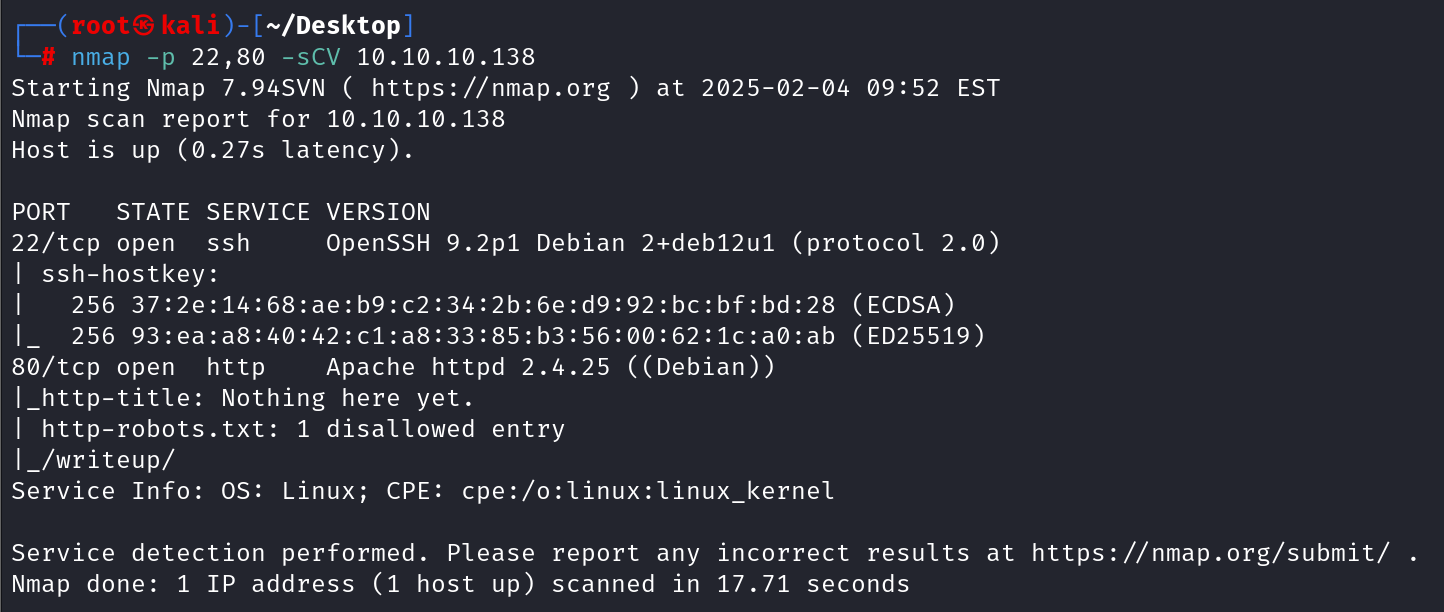 ┌──(root㉿kali)-[~/Desktop]
└─# nmap -p 22,80 -sCV 10.10.10.138
Starting Nmap 7.94SVN ( https://nmap.org ) at 2025-02-04 09:52 EST
Nmap scan report for 10.10.10.138
Host is up (0.27s latency).

PORT   STATE SERVICE VERSION
22/tcp open  ssh     OpenSSH 9.2p1 Debian 2+deb12u1 (protocol 2.0)
| ssh-hostkey:
|   256 37:2e:14:68:ae:b9:c2:34:2b:6e:d9:92:bc:bf:bd:28 (ECDSA)
|_  256 93:ea:a8:40:42:c1:a8:33:85:b3:56:00:62:1c:a0:ab (ED25519)
80/tcp open  http    Apache httpd 2.4.25 ((Debian))
|_http-title: Nothing here yet.
| http-robots.txt: 1 disallowed entry
|_/writeup/
Service Info: OS: Linux; CPE: cpe:/o:linux:linux_kernel

Service detection performed. Please report any incorrect results at https://nmap.org/submit/ .
Nmap done: 1 IP address (1 host up) scanned in 17.71 seconds